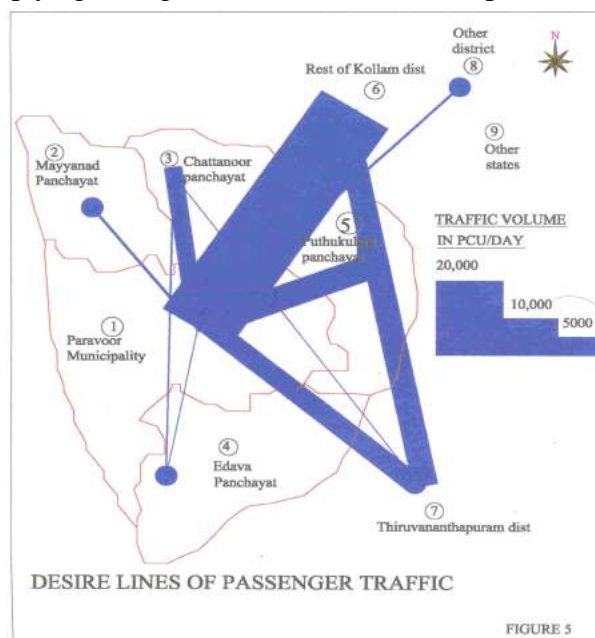 Other
district
8
N
Rest of Kollam dist
6
9
Other
states
2
Mayyanad
Panchayat
3 Chattanoor
panchayat
5
panchayat
TRAFFIC VOLUME
IN PCU/DAY
20,000
10,000
5000
1
Paravoor
Municipality
4
Edava
Panchayat
7
Thiruvananthapuram dist
DESIRE LINES OF PASSENGER TRAFFIC
FIGURE 5